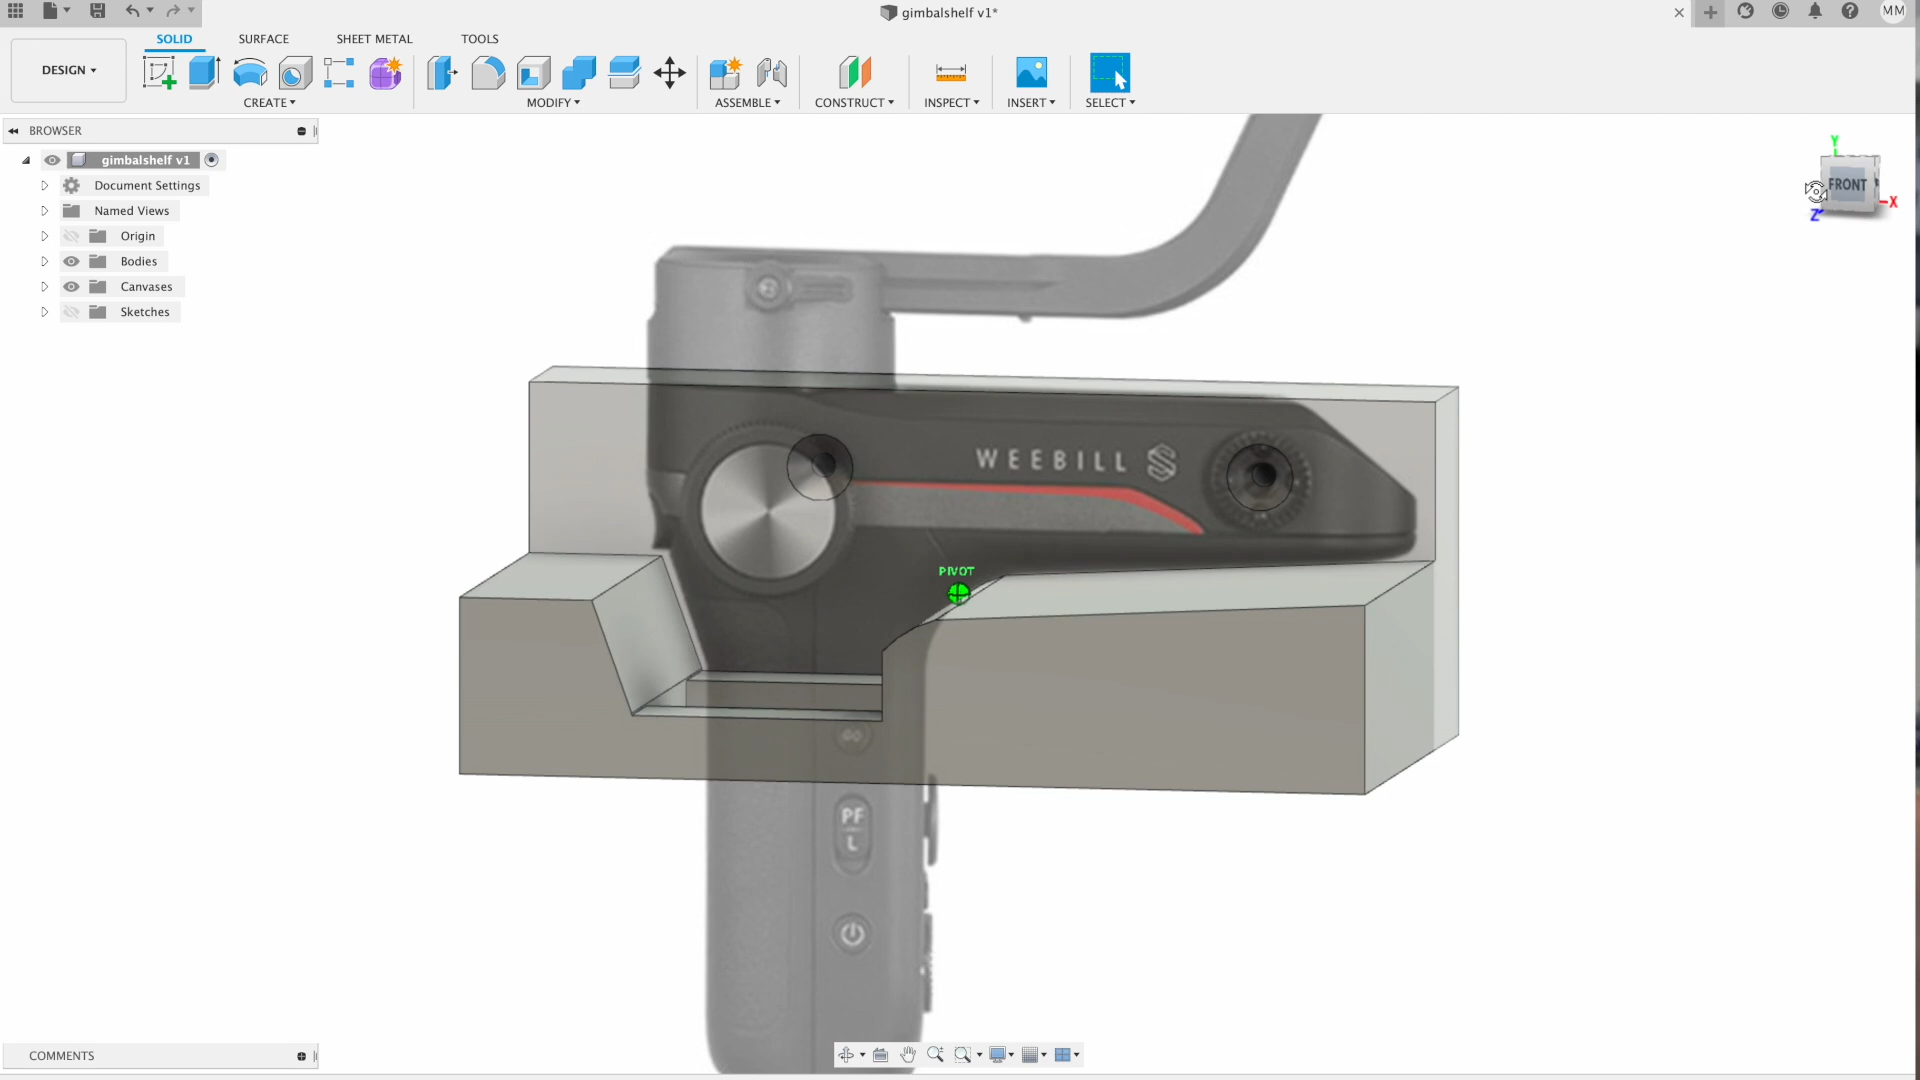 gimbalshelf v1*
MM
DESIGN
SOLID
SURFACE
SHEET METAL
TOOLS
CREATE
MODIFY
ASSEMBLE
CONSTRUCT
INSPECT
INSERT
SELECT
BROWSER
gimbalshelf v1
Document Settings
Named Views
Origin
Bodies
Canvases
Sketches
Y
FRONT
X
Z
WEEBILL S
PIVOT
PF
L
COMMENTS